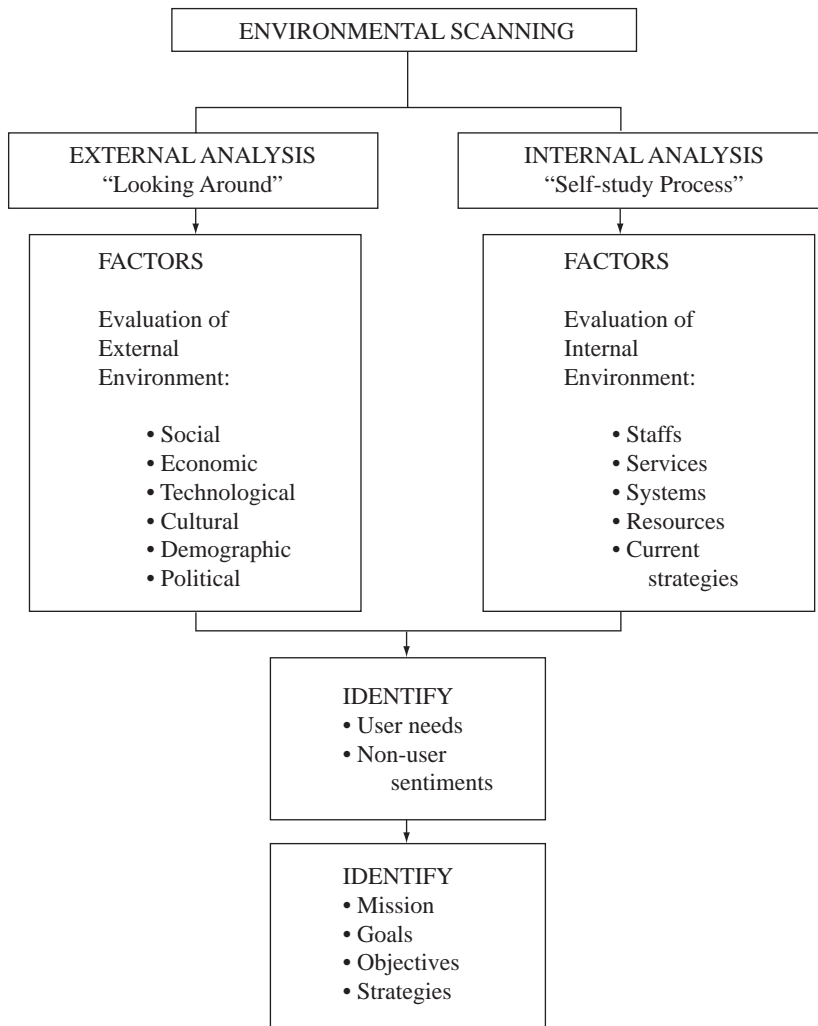 ENVIRONMENTAL SCANNING
EXTERNAL ANALYSIS
“Looking Around”
INTERNAL ANALYSIS
“Self-study Process”
FACTORS
Evaluation of
External
Environment:
• Social
• Economic
• Technological
• Cultural
• Demographic
• Political
FACTORS
Evaluation of
Internal
Environment:
• Staffs
• Services
• Systems
• Resources
• Current
strategies
IDENTIFY
• User needs
• Non-user
sentiments
IDENTIFY
• Mission
• Goals
• Objectives
• Strategies